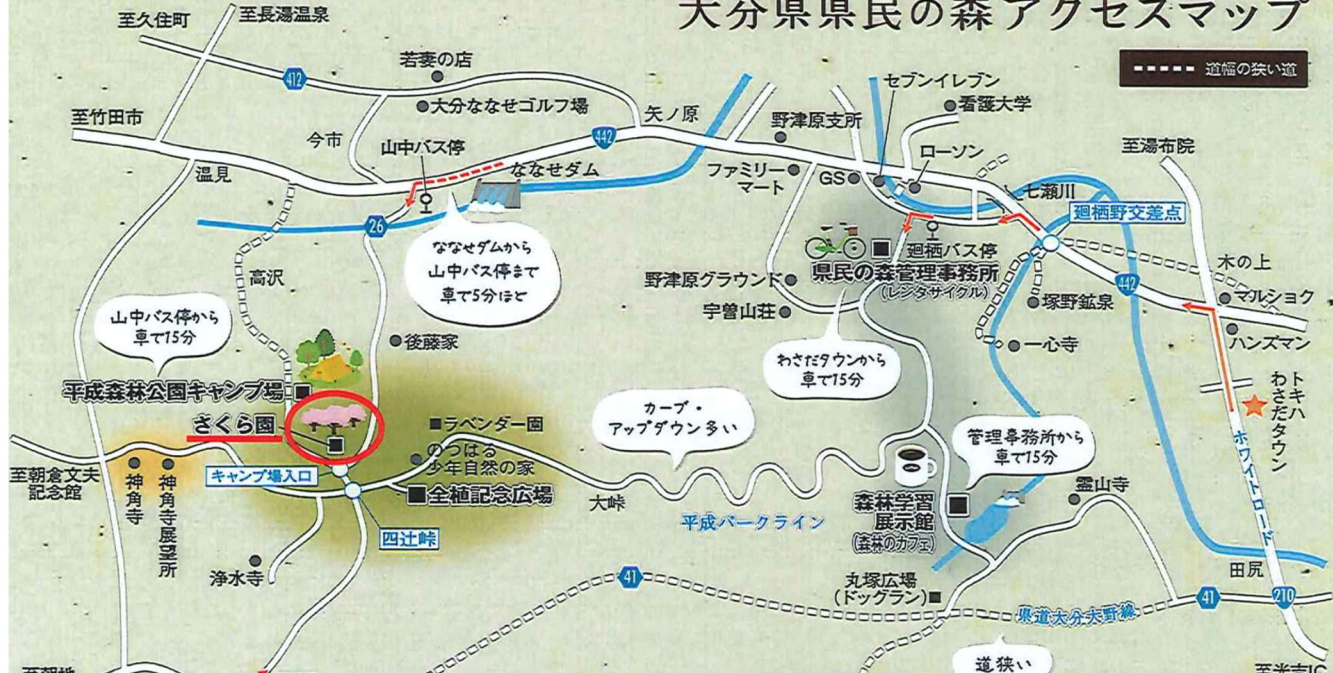 大分県県民の森アクセスマップ
道幅の狭い道
至久住町
至長湯温泉
412
若妻の店
大分ななせゴルフ場
至竹田市
今市
山中バス停
442
矢ノ原
野津原支所
セブンイレブン
看護大学
ローソン
至湯布院
温見
ななせダム
ファミリー
マート
GS
七瀬川
廻栖野交差点
26
ななせダムから
山中バス停まで
車で5分ほど
高沢
廻栖バス停
県民の森管理事務所
(レンタサイクル)
野津原グラウンド
宇曽山荘
塚野鉱泉
442
木の上
マルショク
ハンズマン
山中バス停から
車で15分
後藤家
わさだタウンから
車で15分
一心寺
トキハ
わさだタウン
平成森林公園キャンプ場
さくら園
ラベンダー園
のつはる
少年自然の家
カーブ・
アップダウン多い
管理事務所から
車で15分
ホワイトロード
至朝倉文夫
記念館
神角寺
神角寺展望所
キャンプ場入口
全植記念広場
大峠
平成パークライン
森林学習
展示館
(森林のカフェ)
霊山寺
四辻峠
浄水寺
41
丸塚広場
(ドッグラン)
県道大分大野線
田尻
41
210
道狭い
至朝地
至光吉IC